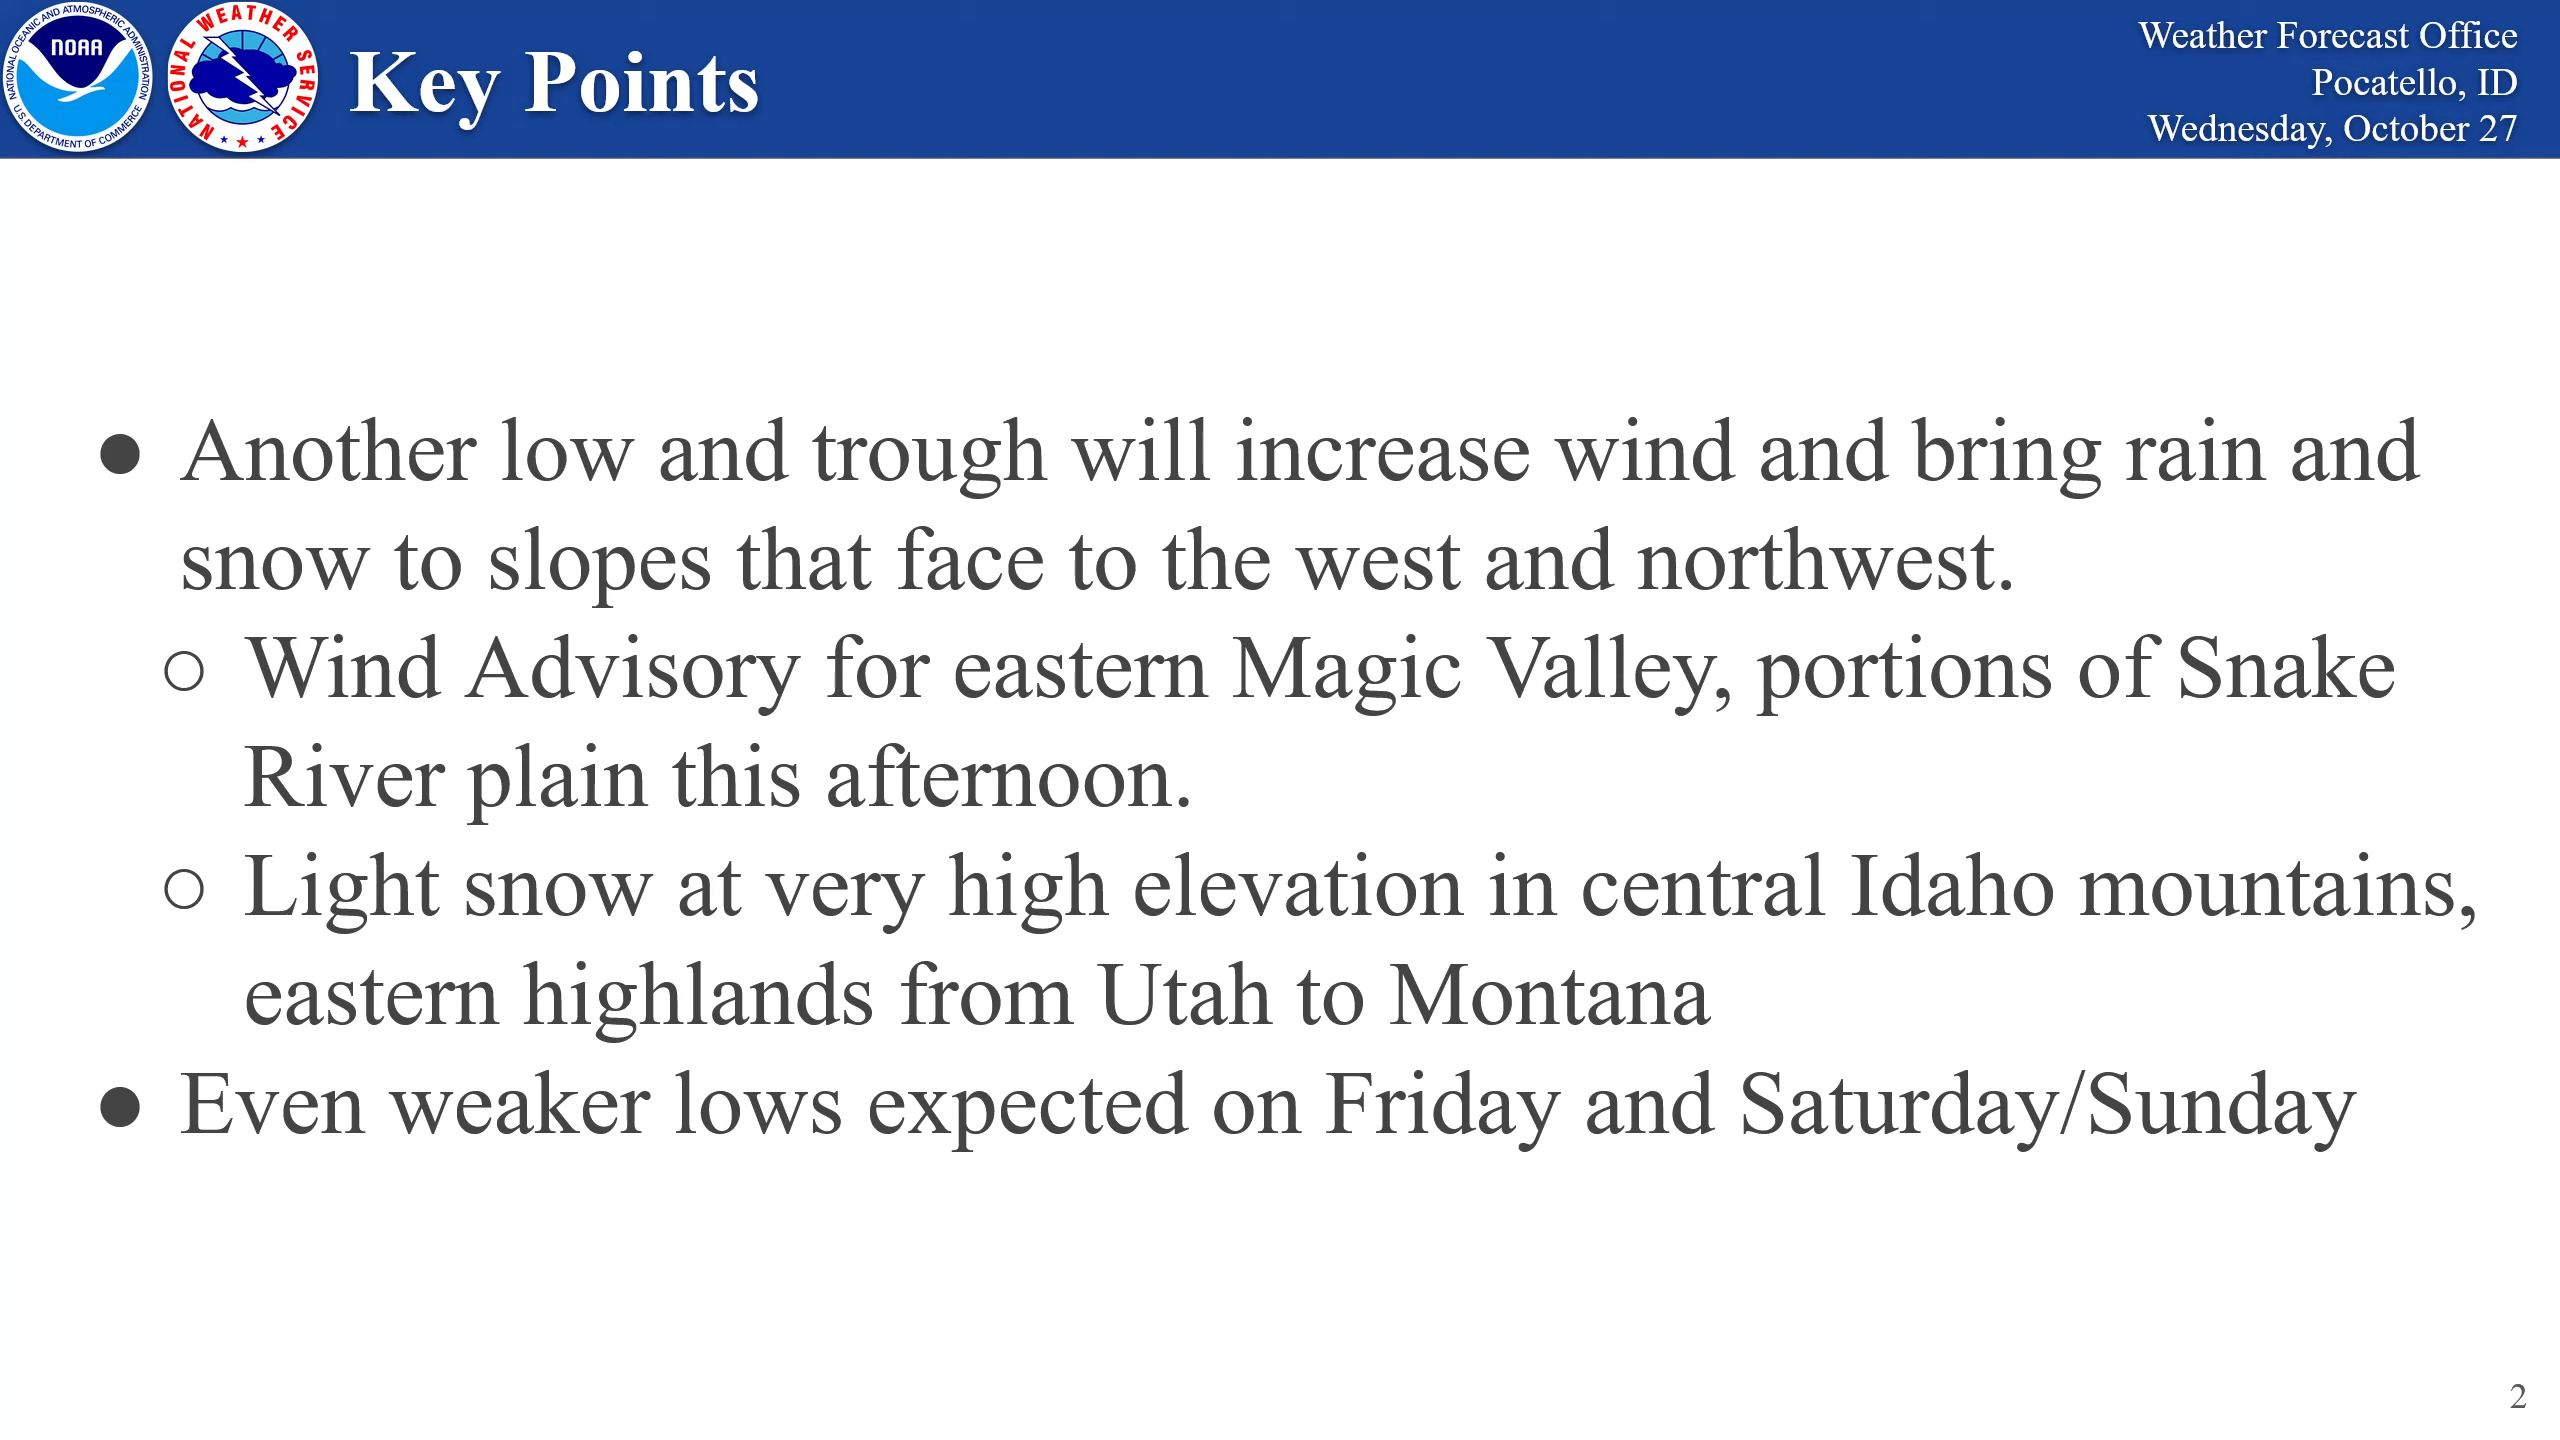 NATIONAL OCEANIC AND ATMOSPHERIC ADMINISTRATION
NOAA
U.S. DEPARTMENT OF COMMERCE
NATIONAL WEATHER SERVICE
Key Points
Weather Forecast Office
Pocatello, ID
Wednesday, October 27
● Another low and trough will increase wind and bring rain and
snow to slopes that face to the west and northwest.
○ Wind Advisory for eastern Magic Valley, portions of Snake
River plain this afternoon.
○ Light snow at very high elevation in central Idaho mountains,
eastern highlands from Utah to Montana
● Even weaker lows expected on Friday and Saturday/Sunday
2